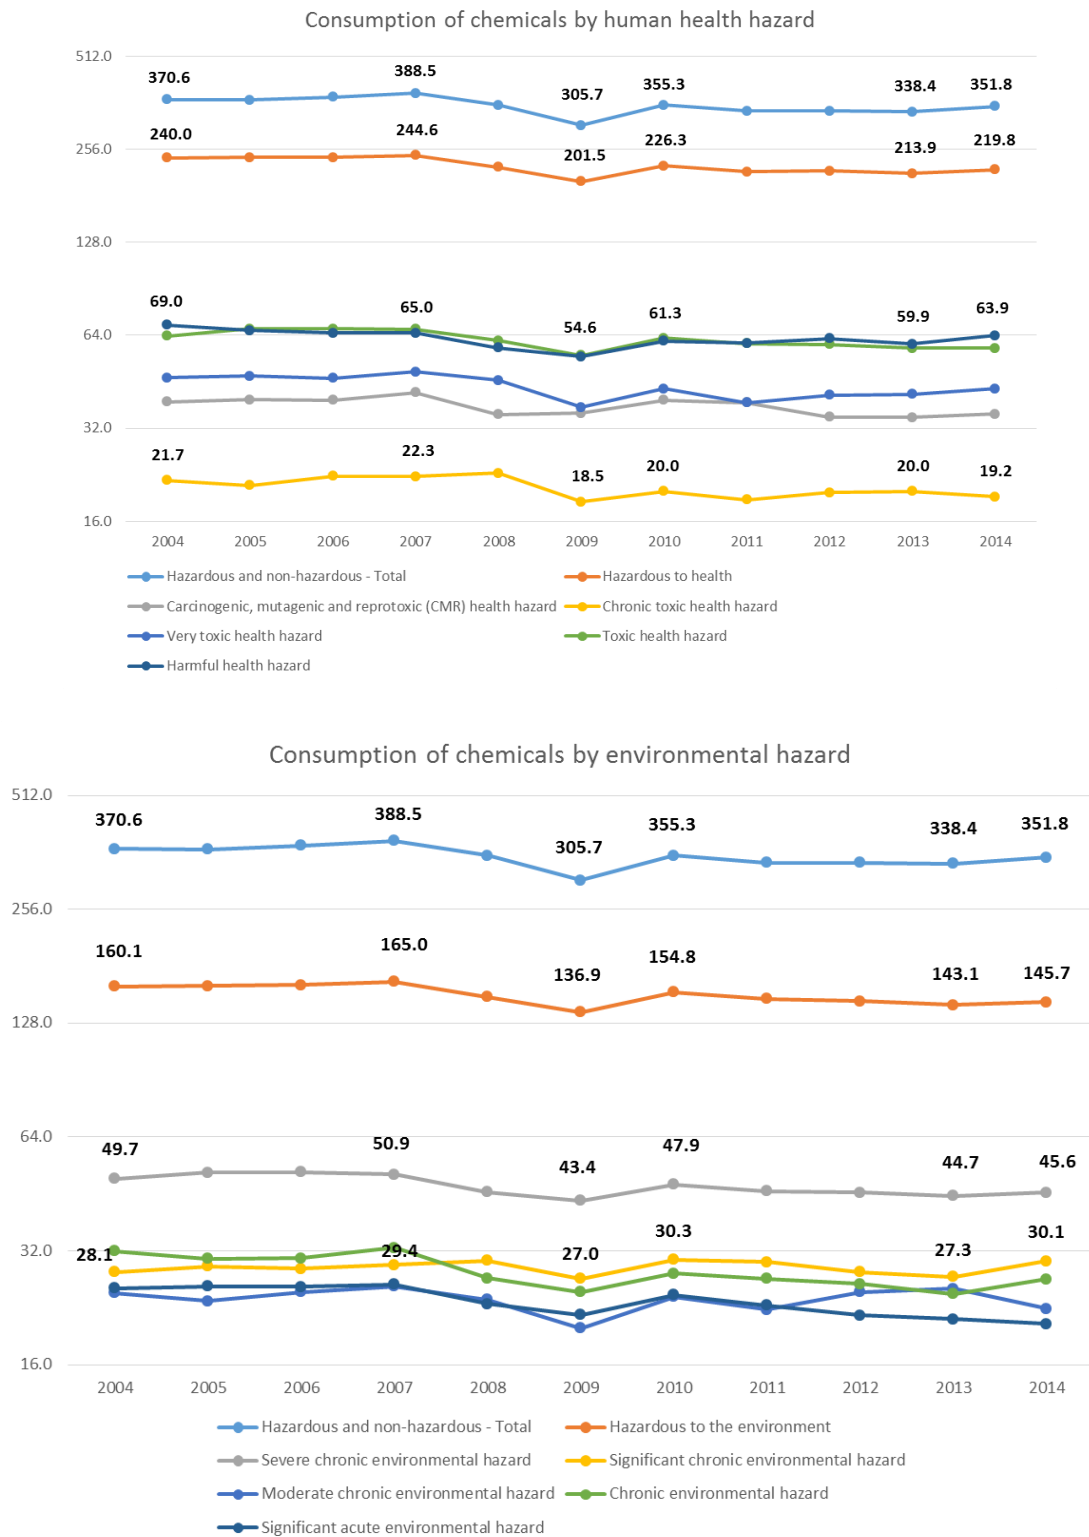 Consumption of chemicals by human health hazard
512.0
370.6 388.5 305.7 355.3 338.4 351.8
256.0
240.0 244.6 201.5 226.3 213.9 219.8
128.0
69.0 65.0 54.6 61.3 59.9 63.9
64.0
32.0
21.7 22.3 18.5 20.0 20.0 19.2
16.0
2004 2005 2006 2007 2008 2009 2010 2011 2012 2013 2014
Hazardous and non-hazardous - Total Hazardous to health
Carcinogenic, mutagenic and reprotoxic (CMR) health hazard Chronic toxic health hazard
Very toxic health hazard Toxic health hazard
Harmful health hazard
Consumption of chemicals by environmental hazard
512.0
370.6 388.5 305.7 355.3 338.4 351.8
256.0
160.1 165.0 136.9 154.8 143.1 145.7
128.0
64.0
49.7 50.9 43.4 47.9 44.7 45.6
32.0
28.1 29.4 27.0 30.3 27.3 30.1
16.0
2004 2005 2006 2007 2008 2009 2010 2011 2012 2013 2014
Hazardous and non-hazardous - Total Hazardous to the environment
Severe chronic environmental hazard Significant chronic environmental hazard
Moderate chronic environmental hazard Chronic environmental hazard
Significant acute environmental hazard